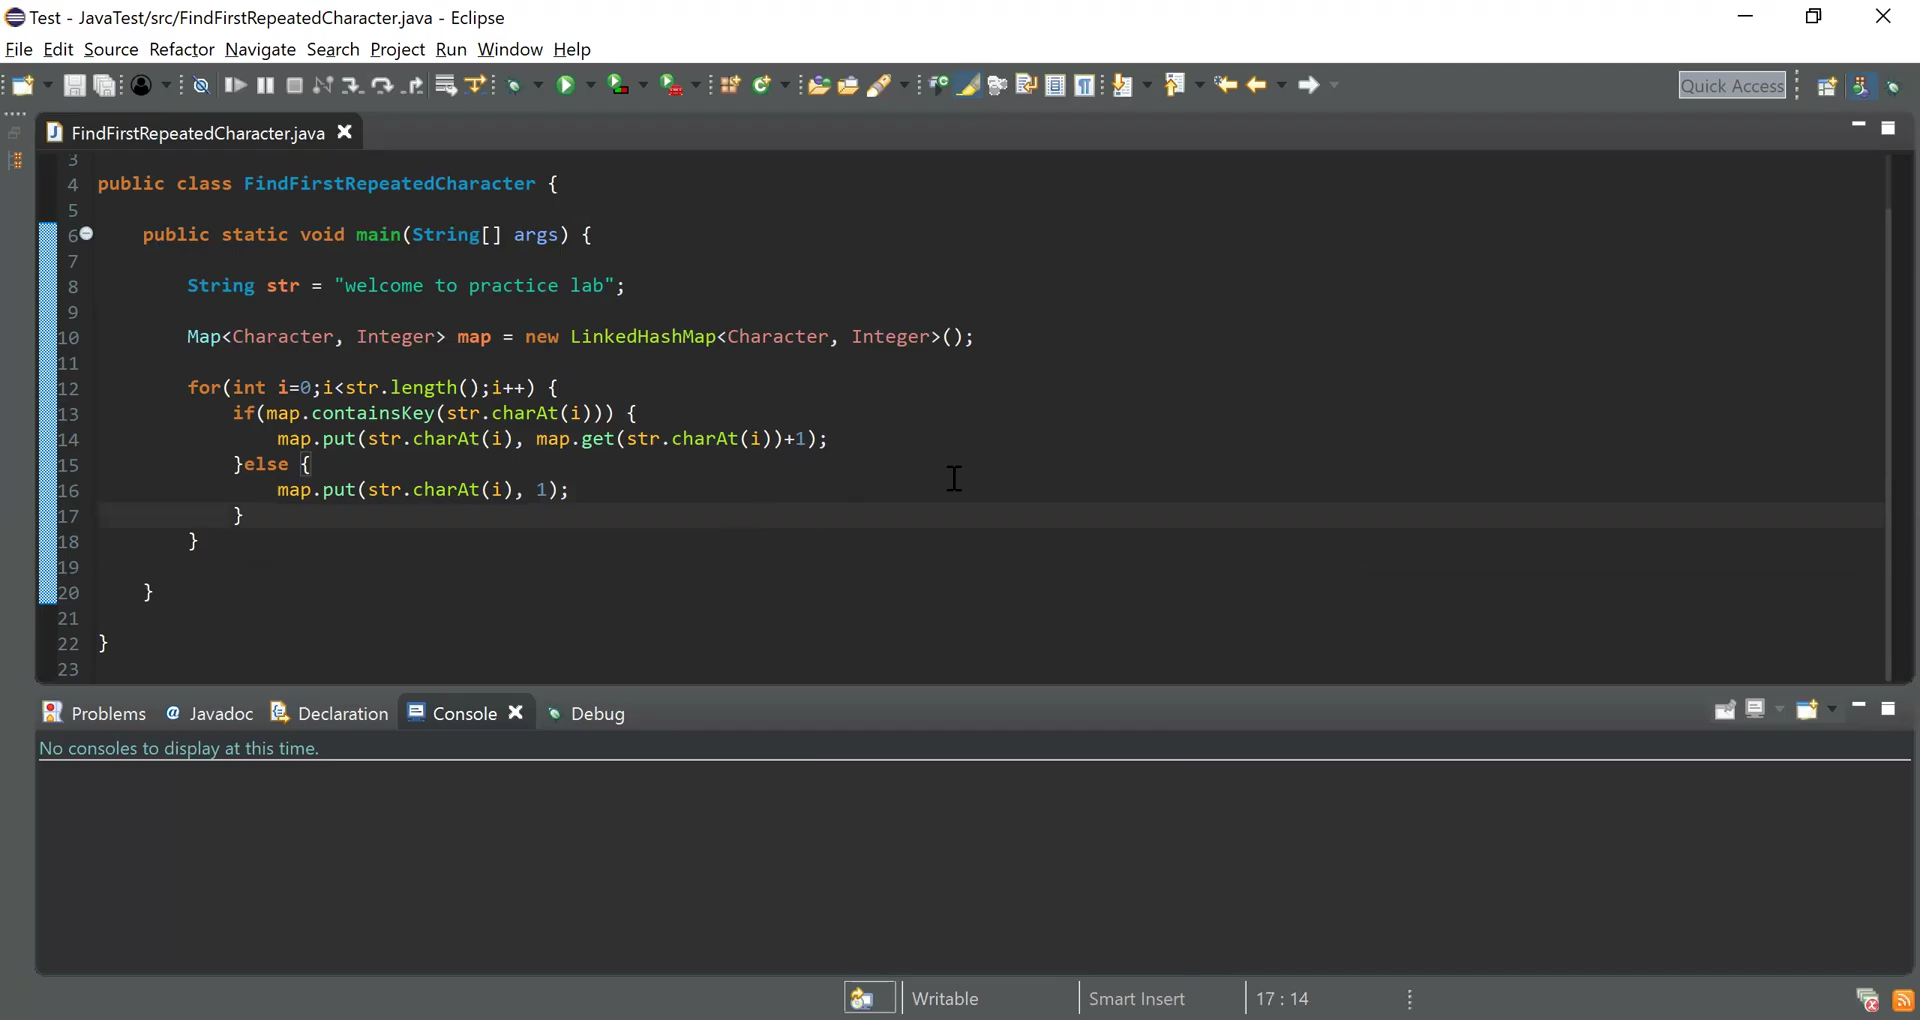 Test - JavaTest/src/FindFirstRepeatedCharacter.java - Eclipse
File Edit Source Refactor Navigate Search Project Run Window Help
Quick Access
FindFirstRepeatedCharacter.java
3
4 public class FindFirstRepeatedCharacter {
5
6 public static void main(String[] args) {
7
8 String str = "welcome to practice lab";
9
10 Map<Character, Integer> map = new LinkedHashMap<Character, Integer>();
11
12 for(int i=0;i<str.length();i++) {
13 if(map.containsKey(str.charAt(i))) {
14 map.put(str.charAt(i), map.get(str.charAt(i))+1);
15 }else {
16 map.put(str.charAt(i), 1);
17 }
18 }
19
20 }
21
22 }
23
Problems @ Javadoc Declaration Console Debug
No consoles to display at this time.
Writable Smart Insert 17 : 14